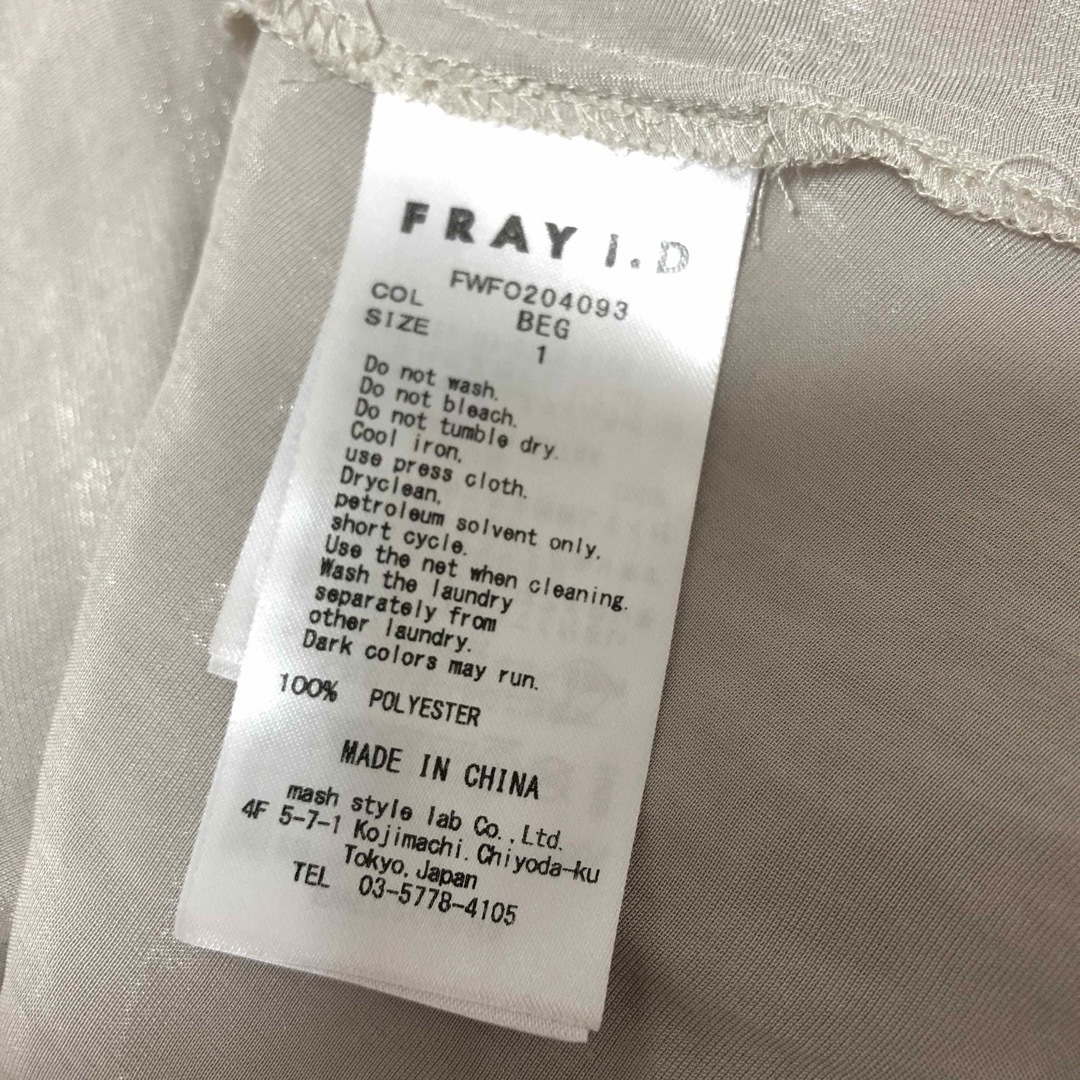 FRAY I.D
FWFO204093
COL BEG
SIZE 1
Do not wash.
Do not bleach.
Do not tumble dry.
Cool iron.
use press cloth.
Dryclean.
petroleum solvent only.
short cycle.
Use the net when cleaning.
Wash the laundry
separately from
other laundry.
Dark colors may run.
100% POLYESTER
MADE IN CHINA
mash style lab Co.,Ltd.
4F 5-7-1 Kojimachi.Chiyoda-ku
Tokyo,Japan
TEL 03-5778-4105